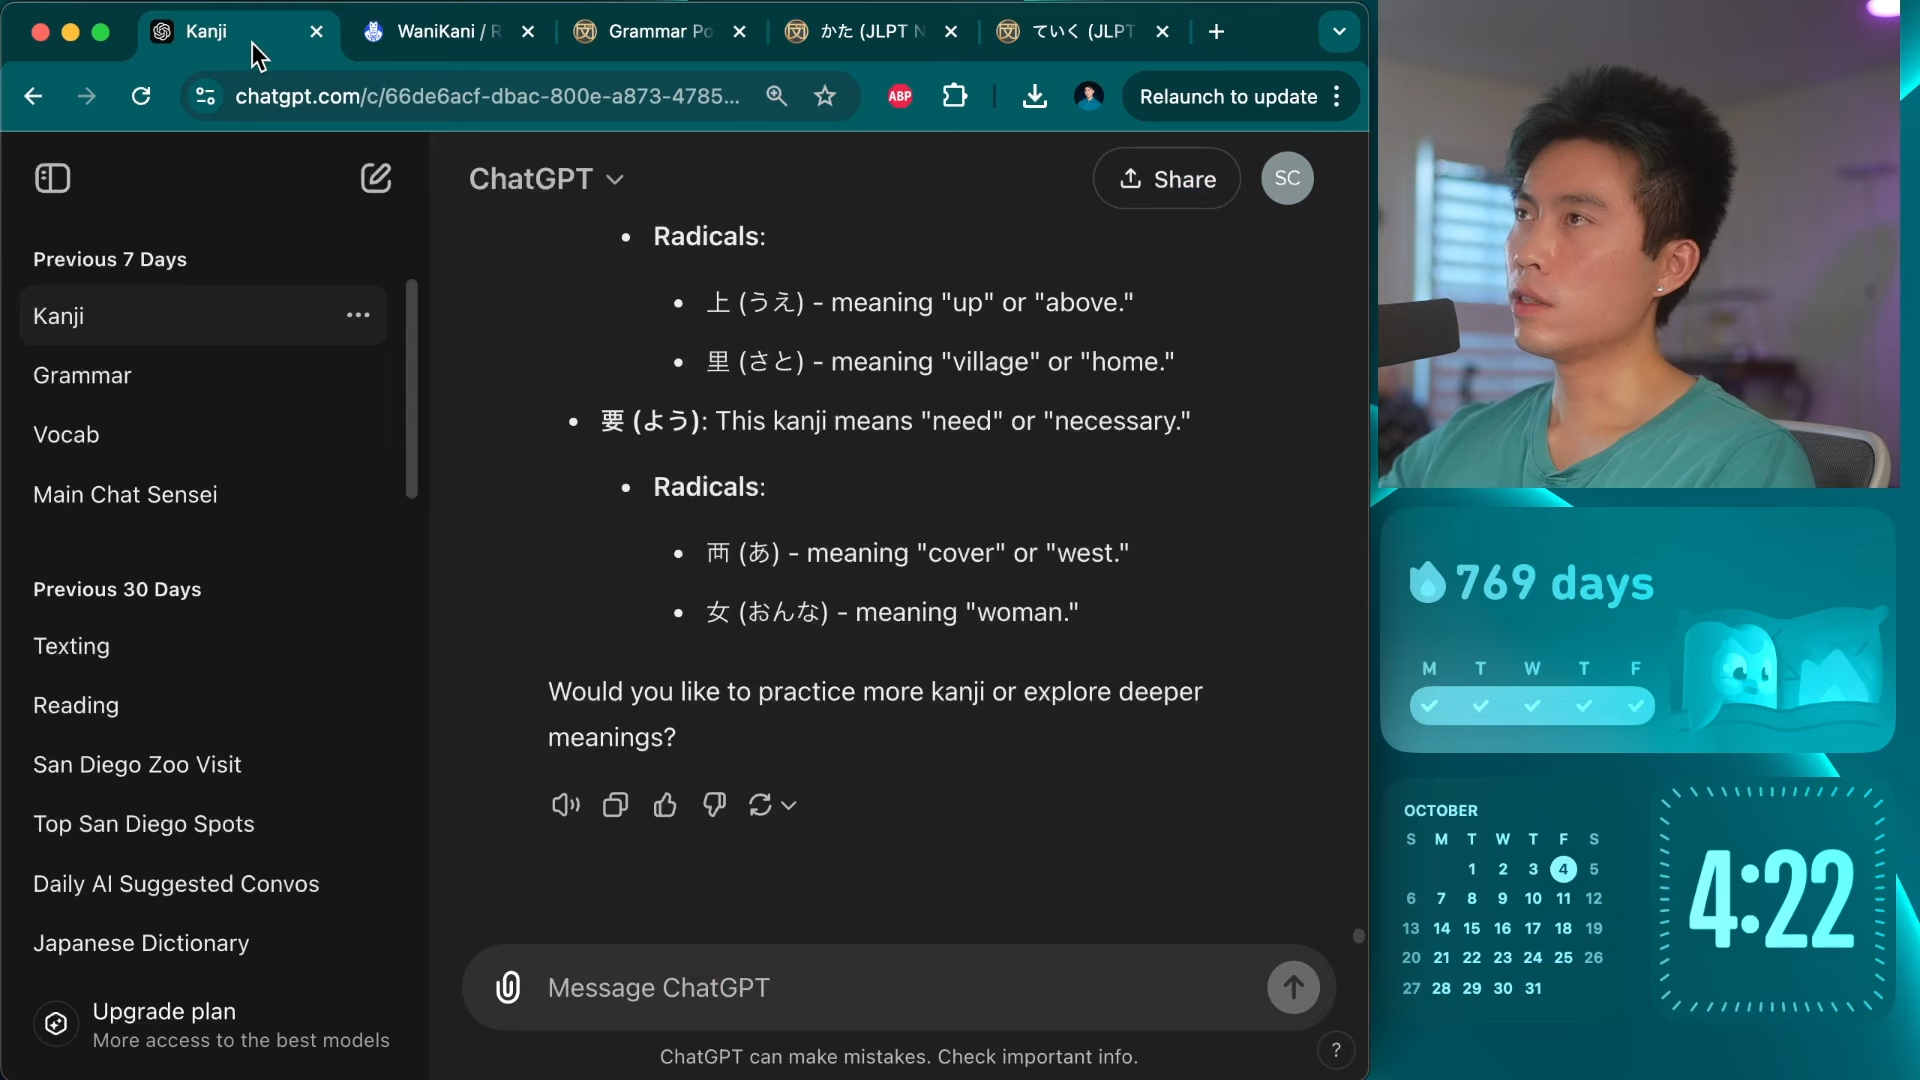 Kanji
WaniKani / R
Grammar Po
かた (JLPT N
ていく (JLPT
chatgpt.com/c/66de6acf-dbac-800e-a873-4785...
ABP
Relaunch to update
ChatGPT
Share
SC
Previous 7 Days
Kanji
Grammar
Vocab
Main Chat Sensei
Previous 30 Days
Texting
Reading
San Diego Zoo Visit
Top San Diego Spots
Daily AI Suggested Convos
Japanese Dictionary
Upgrade plan
More access to the best models
Radicals:
上 (うえ) - meaning "up" or "above."
里 (さと) - meaning "village" or "home."
要 (よう): This kanji means "need" or "necessary."
Radicals:
襾 (あ) - meaning "cover" or "west."
女 (おんな) - meaning "woman."
Would you like to practice more kanji or explore deeper
meanings?
Message ChatGPT
ChatGPT can make mistakes. Check important info.
?
769 days
M T W T F
OCTOBER
S M T W T F S
1 2 3 4 5
6 7 8 9 10 11 12
13 14 15 16 17 18 19
20 21 22 23 24 25 26
27 28 29 30 31
4:22